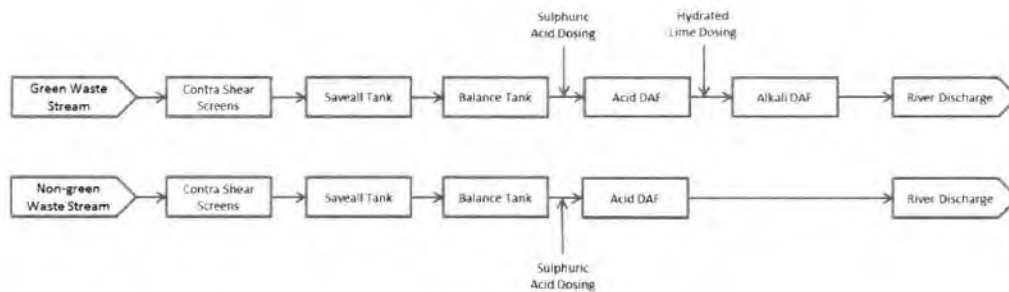 Sulphuric
Acid Dosing
Hydrated
Lime Dosing
Green Waste
Stream
Contra Shear
Screens
Saveall Tank
Balance Tank
Acid DAF
Alkali DAF
River Discharge
Non-green
Waste Stream
Contra Shear
Screens
Saveall Tank
Balance Tank
Acid DAF
River Discharge
Sulphuric
Acid Dosing